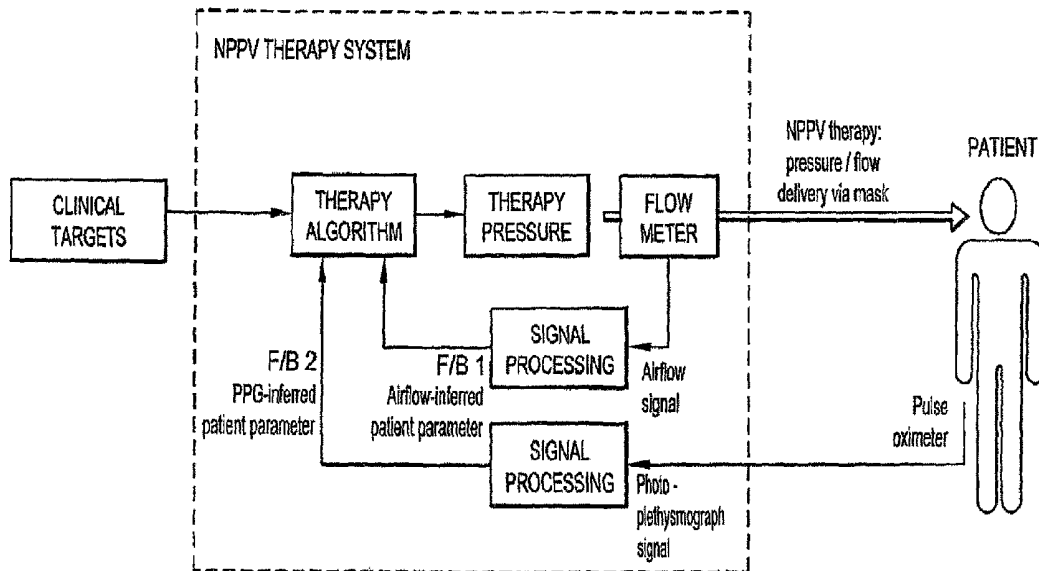 NPPV THERAPY SYSTEM
NPPV therapy:
pressure / flow
delivery via mask
PATIENT
CLINICAL
TARGETS
THERAPY
ALGORITHM
THERAPY
PRESSURE
FLOW
METER
SIGNAL
PROCESSING
Airflow
signal
F/B 1
Airflow-inferred
patient parameter
F/B 2
PPG-inferred
patient parameter
SIGNAL
PROCESSING
Photo -
plethysmograph
signal
Pulse
oximeter